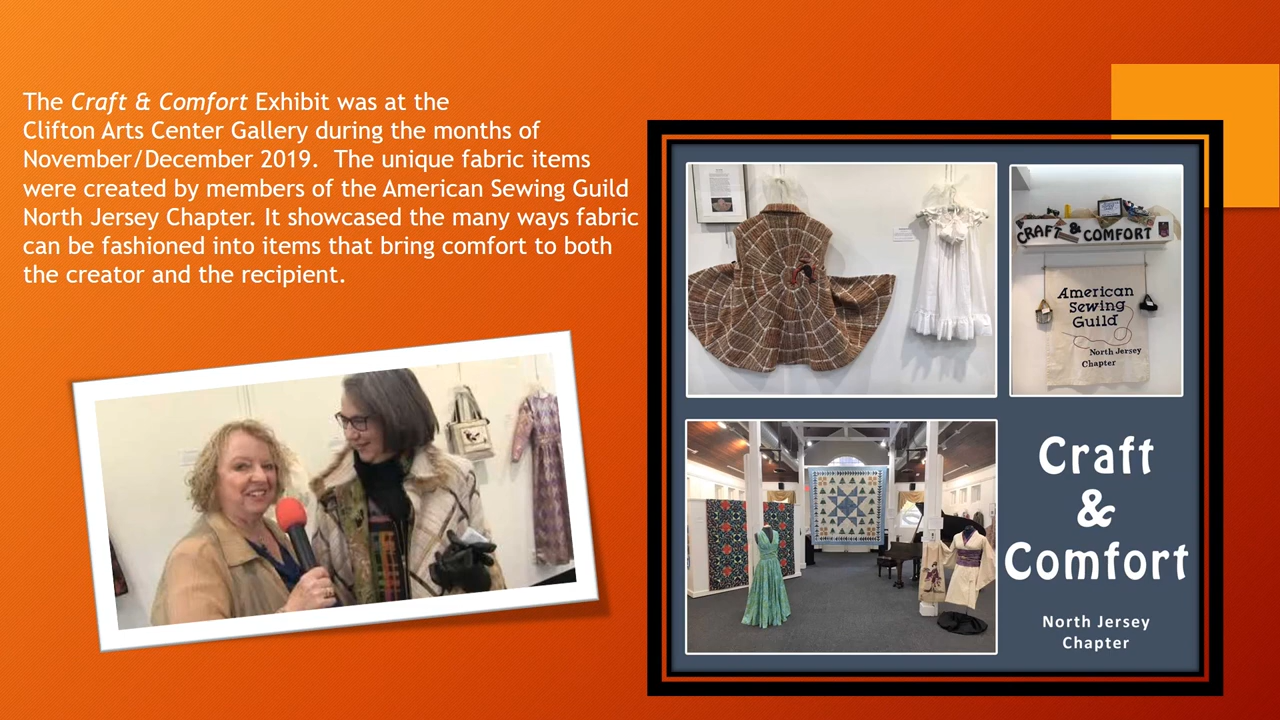 The Craft & Comfort Exhibit was at the
Clifton Arts Center Gallery during the months of
November/December 2019.  The unique fabric items
were created by members of the American Sewing Guild
North Jersey Chapter. It showcased the many ways fabric
can be fashioned into items that bring comfort to both
the creator and the recipient.
CRAFT & COMFORT
American
Sewing
Guild
North Jersey
Chapter
Craft
&
Comfort
North Jersey
Chapter